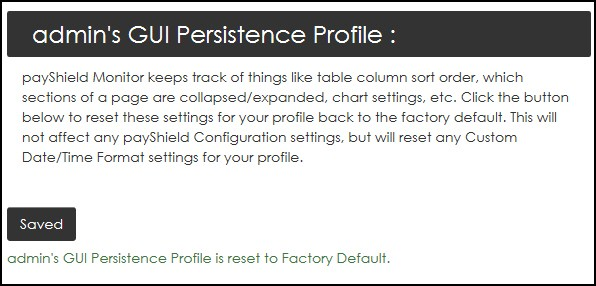 admin's GUI Persistence Profile :
payShield Monitor keeps track of things like table column sort order, which
sections of a page are collapsed/expanded, chart settings, etc. Click the button
below to reset these settings for your profile back to the factory default. This will
not affect any payShield Configuration settings, but will reset any Custom
Date/Time Format settings for your profile.
Saved
admin's GUI Persistence Profile is reset to Factory Default.